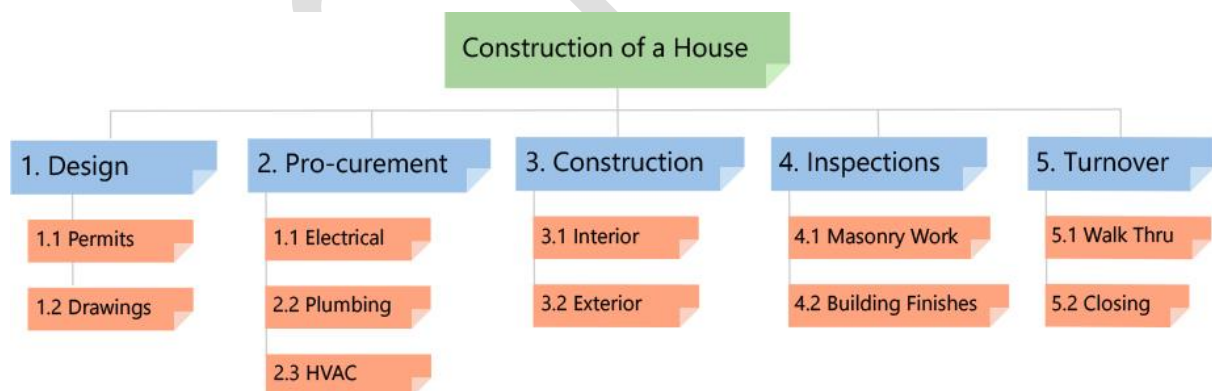 Construction of a House
1. Design
2. Pro-curement
3. Construction
4. Inspections
5. Turnover
1.1 Permits
1.1 Electrical
3.1 Interior
4.1 Masonry Work
5.1 Walk Thru
1.2 Drawings
2.2 Plumbing
3.2 Exterior
4.2 Building Finishes
5.2 Closing
2.3 HVAC